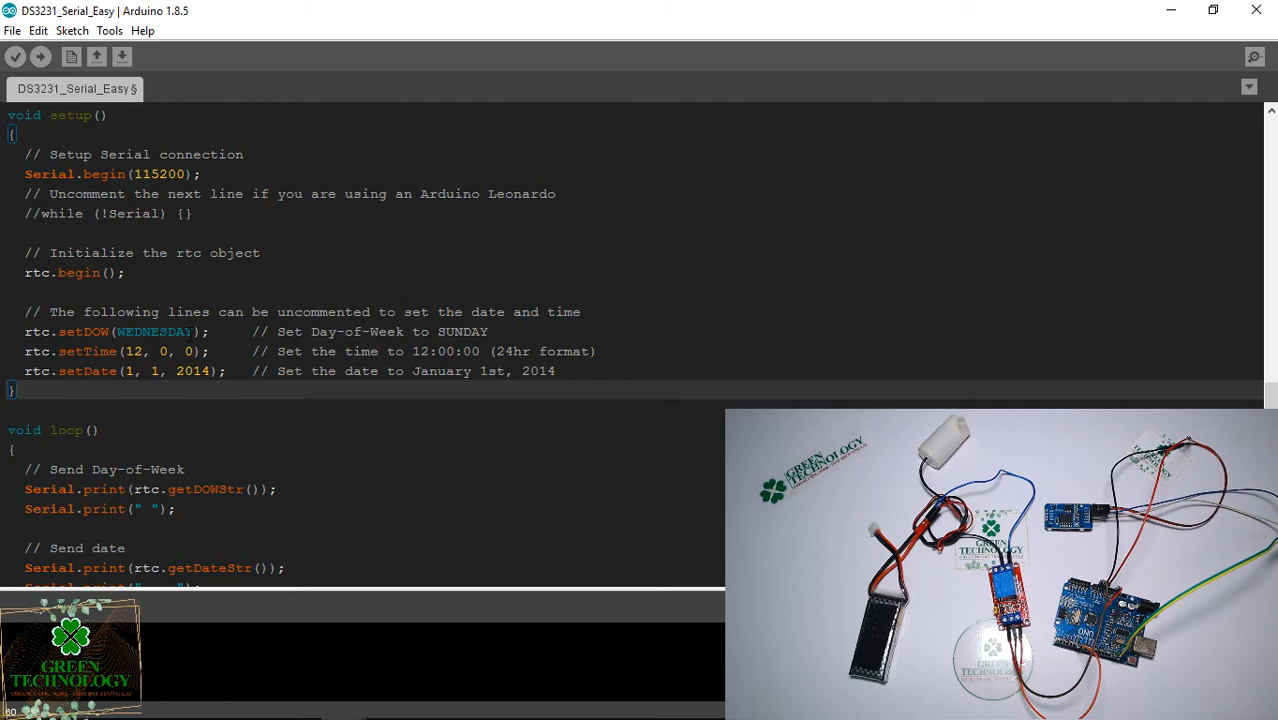 DS3231_Serial_Easy | Arduino 1.8.5
File Edit Sketch Tools Help
DS3231_Serial_Easy §
void setup()
{
// Setup Serial connection
Serial.begin(115200);
// Uncomment the next line if you are using an Arduino Leonardo
//while (!Serial) {}
// Initialize the rtc object
rtc.begin();
// The following lines can be uncommented to set the date and time
rtc.setDOW(WEDNESDAY); // Set Day-of-Week to SUNDAY
rtc.setTime(12, 0, 0); // Set the time to 12:00:00 (24hr format)
rtc.setDate(1, 1, 2014); // Set the date to January 1st, 2014
}
void loop()
{
// Send Day-of-Week
Serial.print(rtc.getDOWStr());
Serial.print(" ");
// Send date
Serial.print(rtc.getDateStr());
GREEN
TECHNOLOGY
GREEN
TECHNOLOGY
GREEN
TECHNOLOGY
UNO